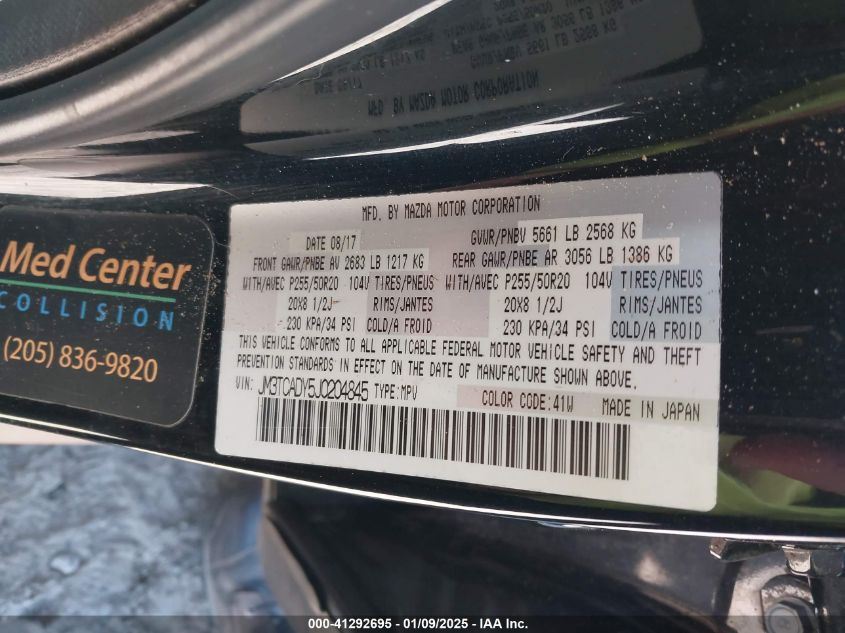 MFD. BY MAZDA MOTOR CORPORATION
DATE 08/17
GVWR/PNBV 5661 LB 2568 KG
FRONT GAWR/PNBE AV 2683 LB 1217 KG
REAR GAWR/PNBE AR 3056 LB 1386 KG
WITH/AVEC P255/50R20 104V TIRES/PNEUS
WITH/AVEC P255/50R20 104V TIRES/PNEUS
20X8 1/2J RIMS/JANTES
20X8 1/2J RIMS/JANTES
230 KPA/34 PSI COLD/A FROID
230 KPA/34 PSI COLD/A FROID
THIS VEHICLE CONFORMS TO ALL APPLICABLE FEDERAL MOTOR VEHICLE SAFETY AND THEFT
PREVENTION STANDARDS IN EFFECT ON THE DATE OF MANUFACTURE SHOWN ABOVE.
VIN: JM3TCADY5J0204845 TYPE:MPV
COLOR CODE:41W MADE IN JAPAN
Med Center
COLLISION
(205) 836-9820
000-41292695 - 01/09/2025 - IAA Inc.